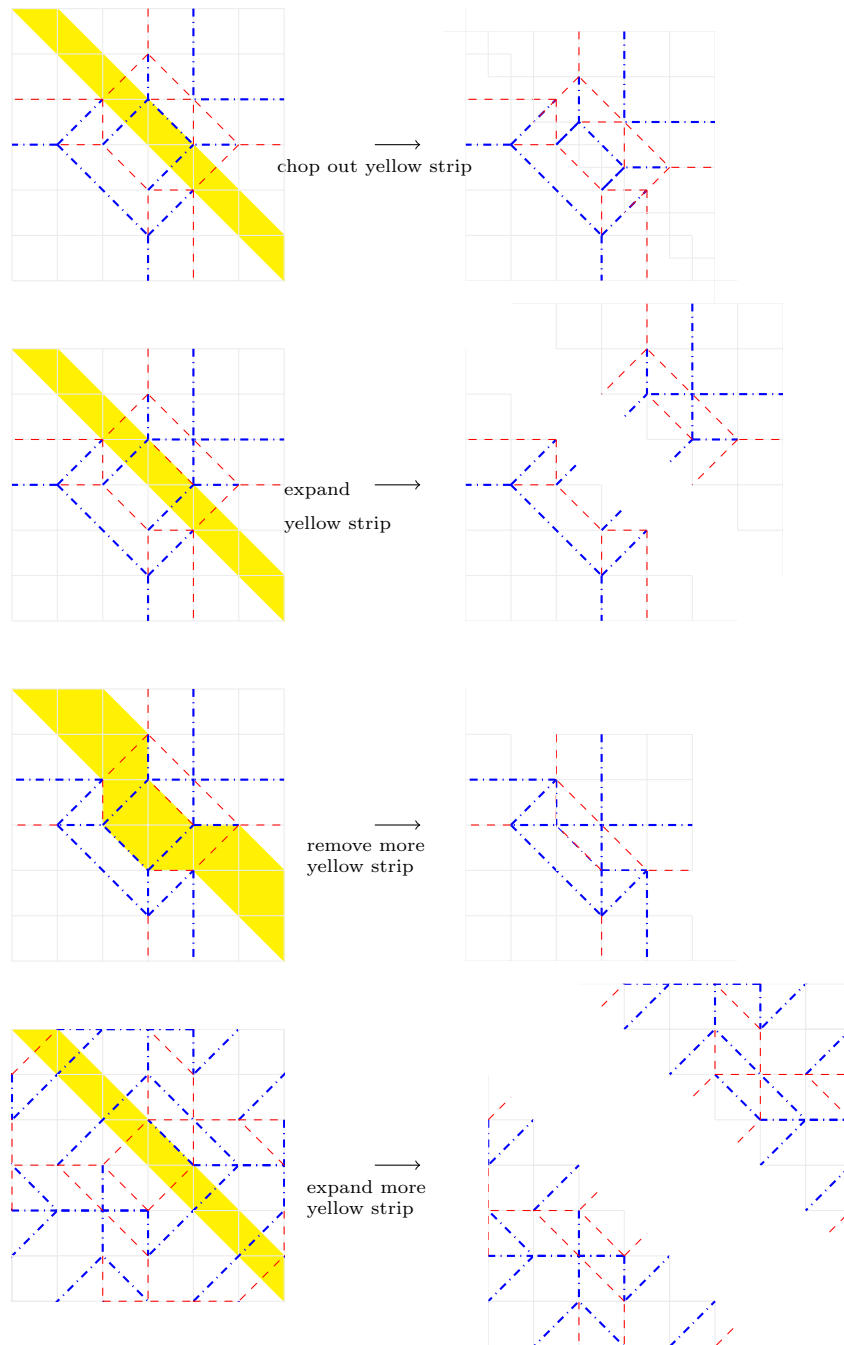 chop out yellow strip
expand
yellow strip
remove more
yellow strip
expand more
yellow strip